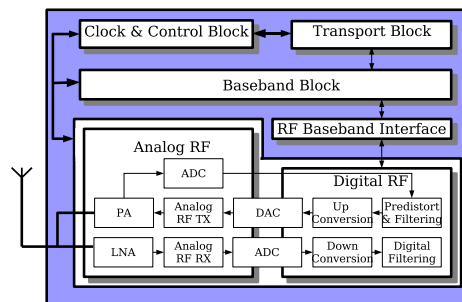 Clock & Control Block
Transport Block
Baseband Block
RF Baseband Interface
Analog RF
ADC
Digital RF
PA
Analog
RF TX
DAC
Up
Conversion
Predistort
& Filtering
LNA
Analog
RF RX
ADC
Down
Conversion
Digital
Filtering